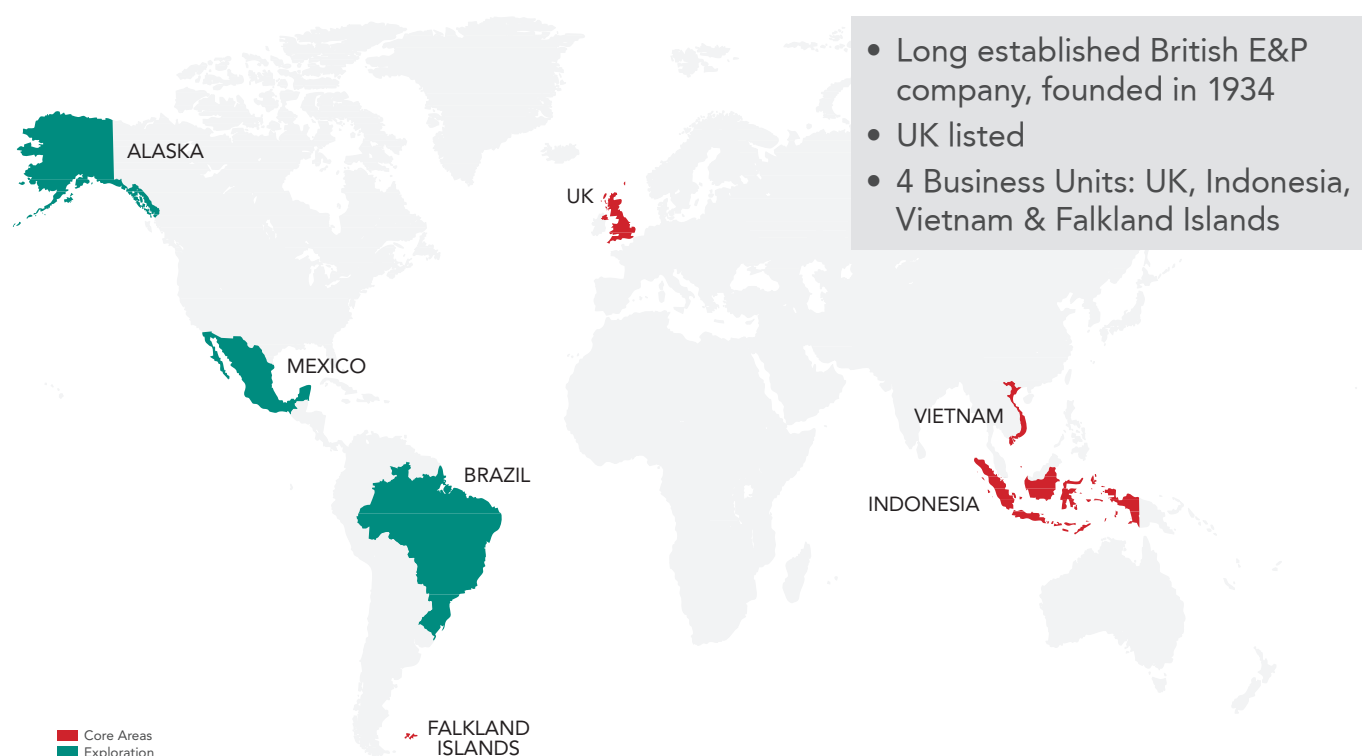 • Long established British E&P
company, founded in 1934
• UK listed
• 4 Business Units: UK, Indonesia,
Vietnam & Falkland Islands
ALASKA
UK
MEXICO
VIETNAM
BRAZIL
INDONESIA
FALKLAND
ISLANDS
Core Areas
Exploration